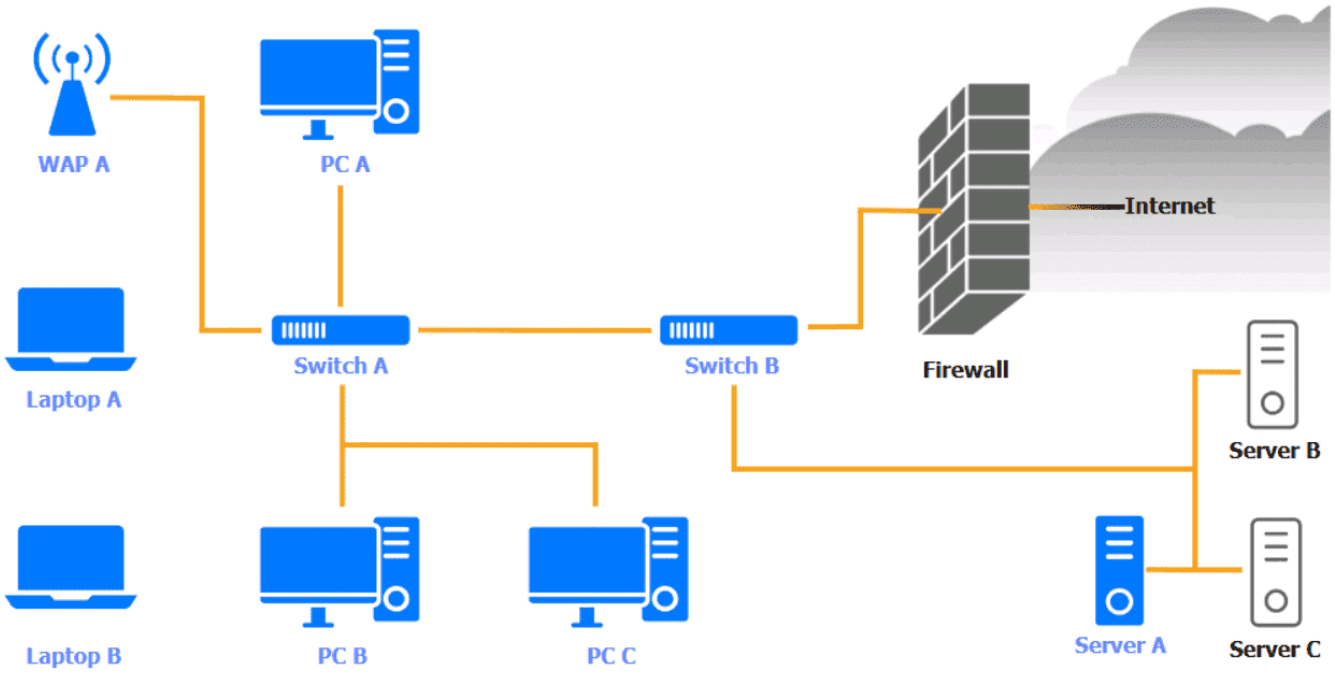 WAP A
PC A
Internet
Switch A
Switch B
Firewall
Laptop A
Server B
Laptop B
PC B
PC C
Server A
Server C